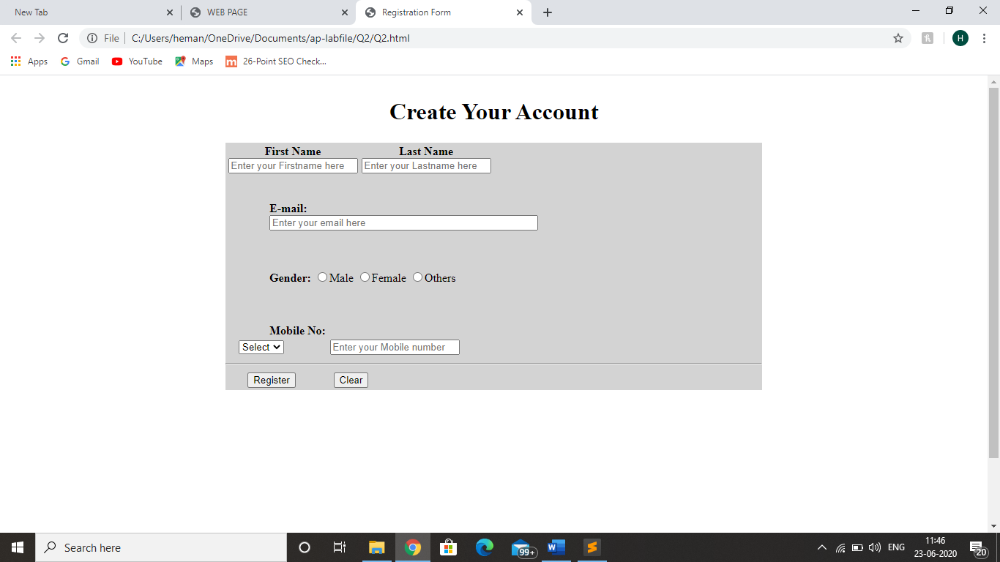 New Tab WEB PAGE Registration Form
File C:/Users/heman/OneDrive/Documents/ap-labfile/Q2/Q2.html H
Apps Gmail YouTube Maps m 26-Point SEO Check...
Create Your Account
First Name Last Name
Enter your Firstname here Enter your Lastname here
E-mail:
Enter your email here
Gender: Male Female Others
Mobile No:
Select Enter your Mobile number
Register Clear
Search here 99+ W S ENG 11:46
23-06-2020 20